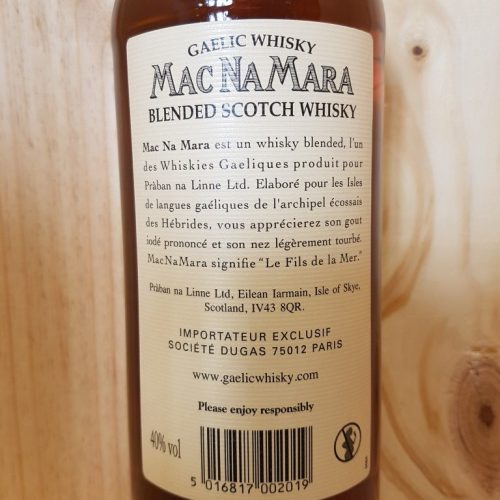 GAELIC WHISKY
MAC NA MARA
BLENDED SCOTCH WHISKY
Mac Na Mara est un whisky blended, l'un
des Whiskies Gaeliques produit pour
Pràban na Linne Ltd. Elaboré pour les Isles
de langues gaéliques de l'archipel écossais
des Hébrides, vous apprécierez son gout
iodé prononcé et son nez légèrement tourbé.
MacNaMara signifie "Le Fils de la Mer."
Pràban na Linne Ltd, Eilean Iarmain, Isle of Skye,
Scotland, IV43 8QR.
IMPORTATEUR EXCLUSIF
SOCIÉTÉ DUGAS 75012 PARIS
www.gaelicwhisky.com
Please enjoy responsibly
40% vol
5 016817 002019